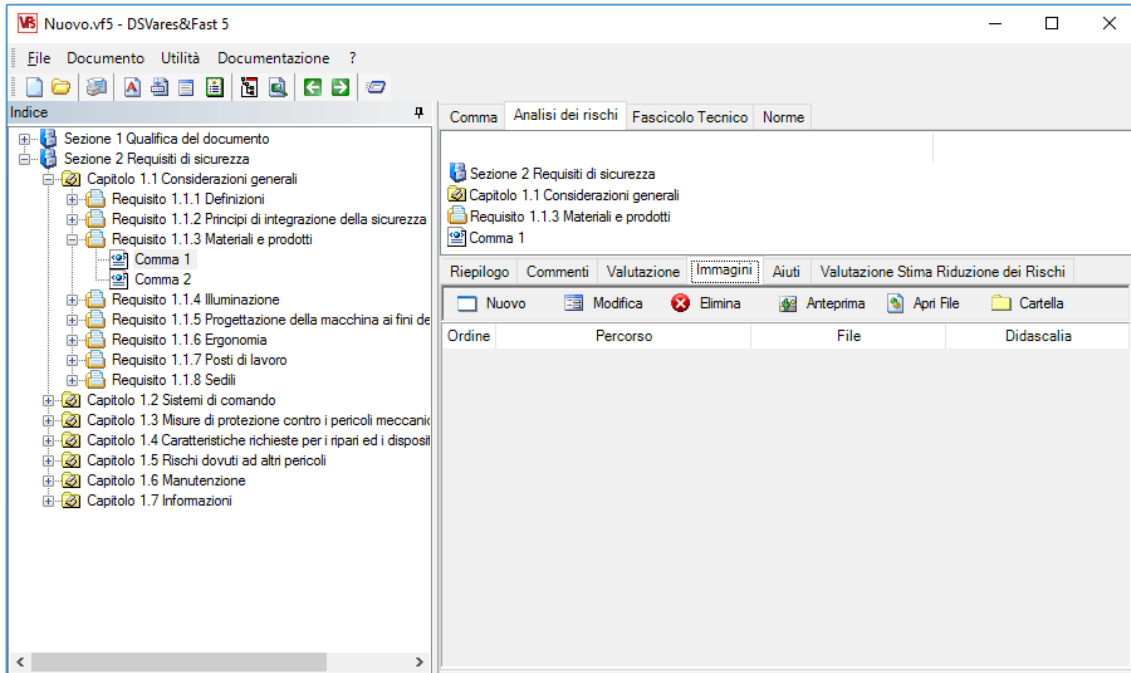 Nuovo.vf5 - DSVares&Fast 5
File Documento Utilità Documentazione ?
Indice
Sezione 1 Qualifica del documento
Sezione 2 Requisiti di sicurezza
Capitolo 1.1 Considerazioni generali
Requisito 1.1.1 Definizioni
Requisito 1.1.2 Principi di integrazione della sicurezza
Requisito 1.1.3 Materiali e prodotti
Comma 1
Comma 2
Requisito 1.1.4 Illuminazione
Requisito 1.1.5 Progettazione della macchina ai fini de
Requisito 1.1.6 Ergonomia
Requisito 1.1.7 Posti di lavoro
Requisito 1.1.8 Sedili
Capitolo 1.2 Sistemi di comando
Capitolo 1.3 Misure di protezione contro i pericoli meccanic
Capitolo 1.4 Caratteristiche richieste per i ripari ed i disposit
Capitolo 1.5 Rischi dovuti ad altri pericoli
Capitolo 1.6 Manutenzione
Capitolo 1.7 Informazioni
Comma Analisi dei rischi Fascicolo Tecnico Norme
Sezione 2 Requisiti di sicurezza
Capitolo 1.1 Considerazioni generali
Requisito 1.1.3 Materiali e prodotti
Comma 1
Riepilogo Commenti Valutazione Immagini Aiuti Valutazione Stima Riduzione dei Rischi
Nuovo Modifica Elimina Anteprima Apri File Cartella
Ordine Percorso File Didascalia